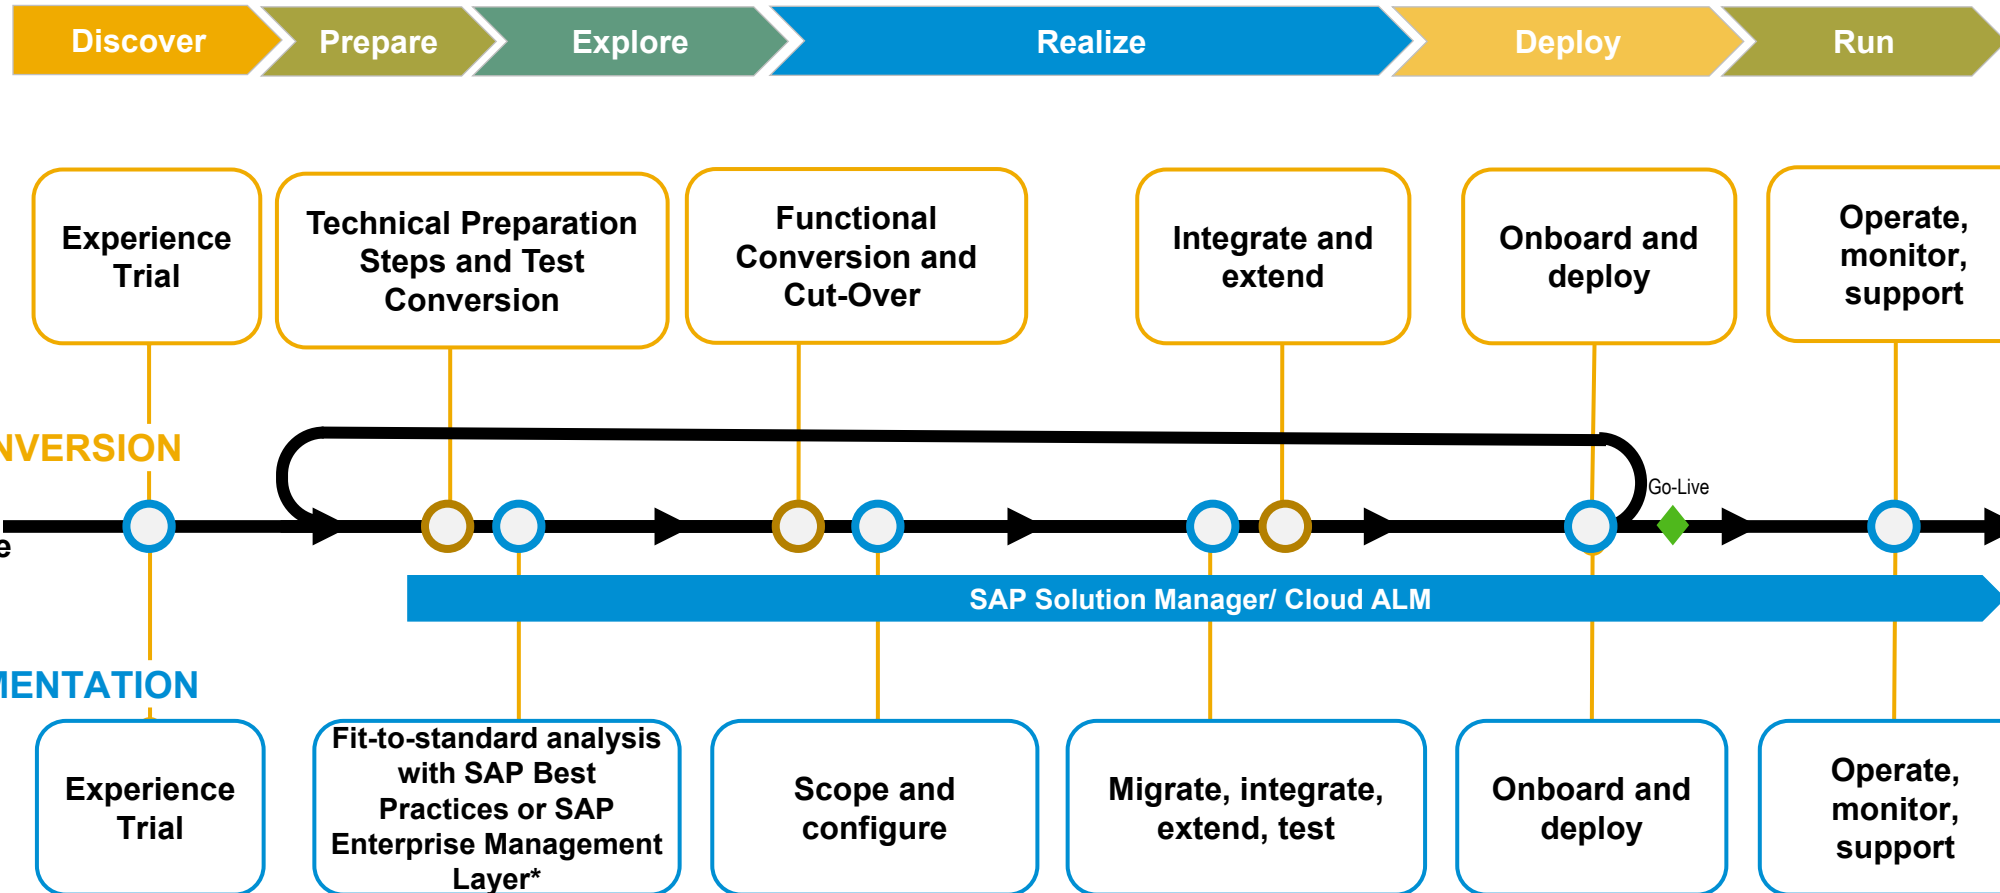 Discover
Prepare
Explore
Realize
Deploy
Run
Experience
Trial
Technical Preparation
Steps and Test
Conversion
Functional
Conversion and
Cut-Over
Integrate and
extend
Onboard and
deploy
Operate,
monitor,
support
NVERSION
Go-Live
e
SAP Solution Manager/ Cloud ALM
MENTATION
Experience
Trial
Fit-to-standard analysis
with SAP Best
Practices or SAP
Enterprise Management
Layer*
Scope and
configure
Migrate, integrate,
extend, test
Onboard and
deploy
Operate,
monitor,
support